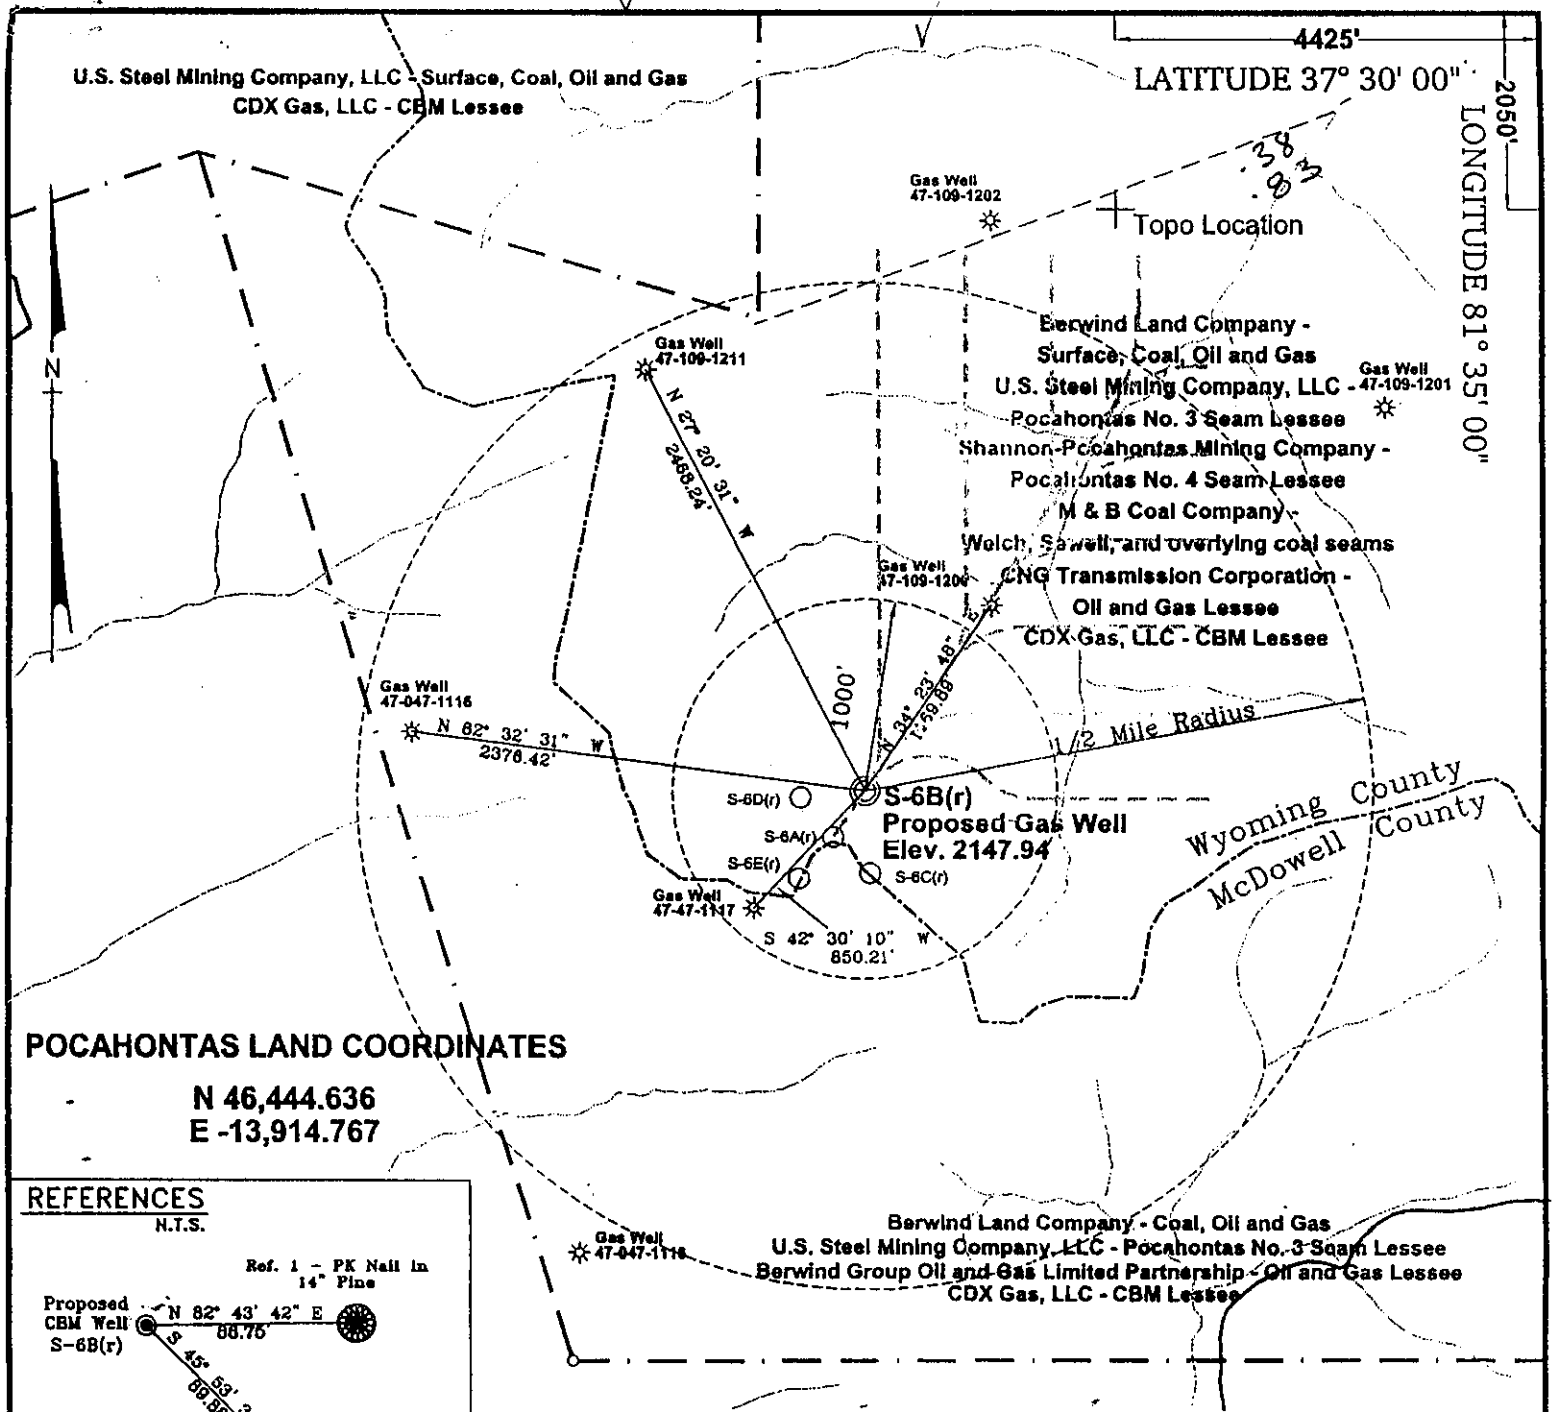 4425'
U.S. Steel Mining Company, LLC - Surface, Coal, Oil and Gas
CDX Gas, LLC - CBM Lessee
LATITUDE 37° 30' 00"
2050'
LONGITUDE 81° 35' 00"
.38
.83
Gas Well
47-109-1202
Topo Location
N
Gas Well
47-109-1211
Berwind Land Company -
Surface, Coal, Oil and Gas
U.S. Steel Mining Company, LLC -
Pocahontas No. 3 Seam Lessee
Shannon-Pocahontas Mining Company -
Pocahontas No. 4 Seam Lessee
M & B Coal Company -
Welch, Sewell, and overlying coal seams
CNG Transmission Corporation -
Oil and Gas Lessee
CDX Gas, LLC - CBM Lessee
Gas Well
47-109-1201
N 27° 20' 31" W
2468.24'
Gas Well
47-109-1206
N 34° 23' 48" E
Gas Well
47-047-1116
N 82° 32' 31" W
2376.42'
1000'
1/2 Mile Radius
S-6D(r)
S-6B(r)
Proposed Gas Well
Elev. 2147.94
S-6A(r)
S-6E(r)
S-6C(r)
Gas Well
47-47-1117
S 42° 30' 10" W
850.21'
Wyoming County
McDowell County
POCAHONTAS LAND COORDINATES
N 46,444.636
E -13,914.767
REFERENCES
N.T.S.
Ref. 1 - PK Nail in
14" Pine
Proposed
CBM Well
S-6B(r)
N 82° 43' 42" E
S 45° 53'
Gas Well
Berwind Land Company - Coal, Oil and Gas
U.S. Steel Mining Company, LLC - Pocahontas No. 3 Seam Lessee
Berwind Group Oil and Gas Limited Partnership - Oil and Gas Lessee
CDX Gas, LLC - CBM Lessee